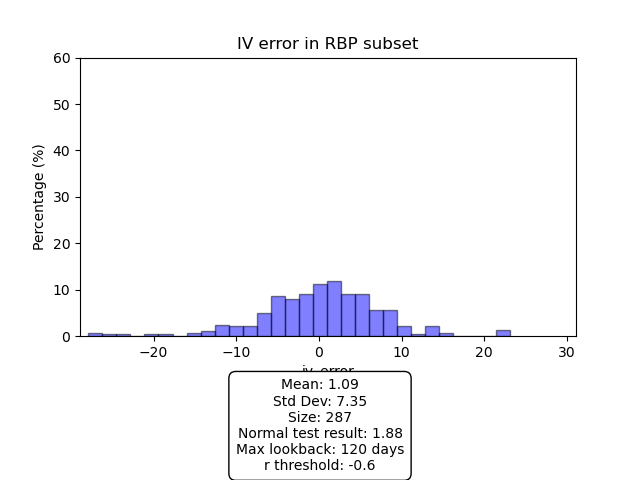 IV error in RBP subset
60
50
40
30
20
10
0
Percentage (%)
−20 −10 0 10 20 30
iv_error
Mean: 1.09
Std Dev: 7.35
Size: 287
Normal test result: 1.88
Max lookback: 120 days
r threshold: -0.6